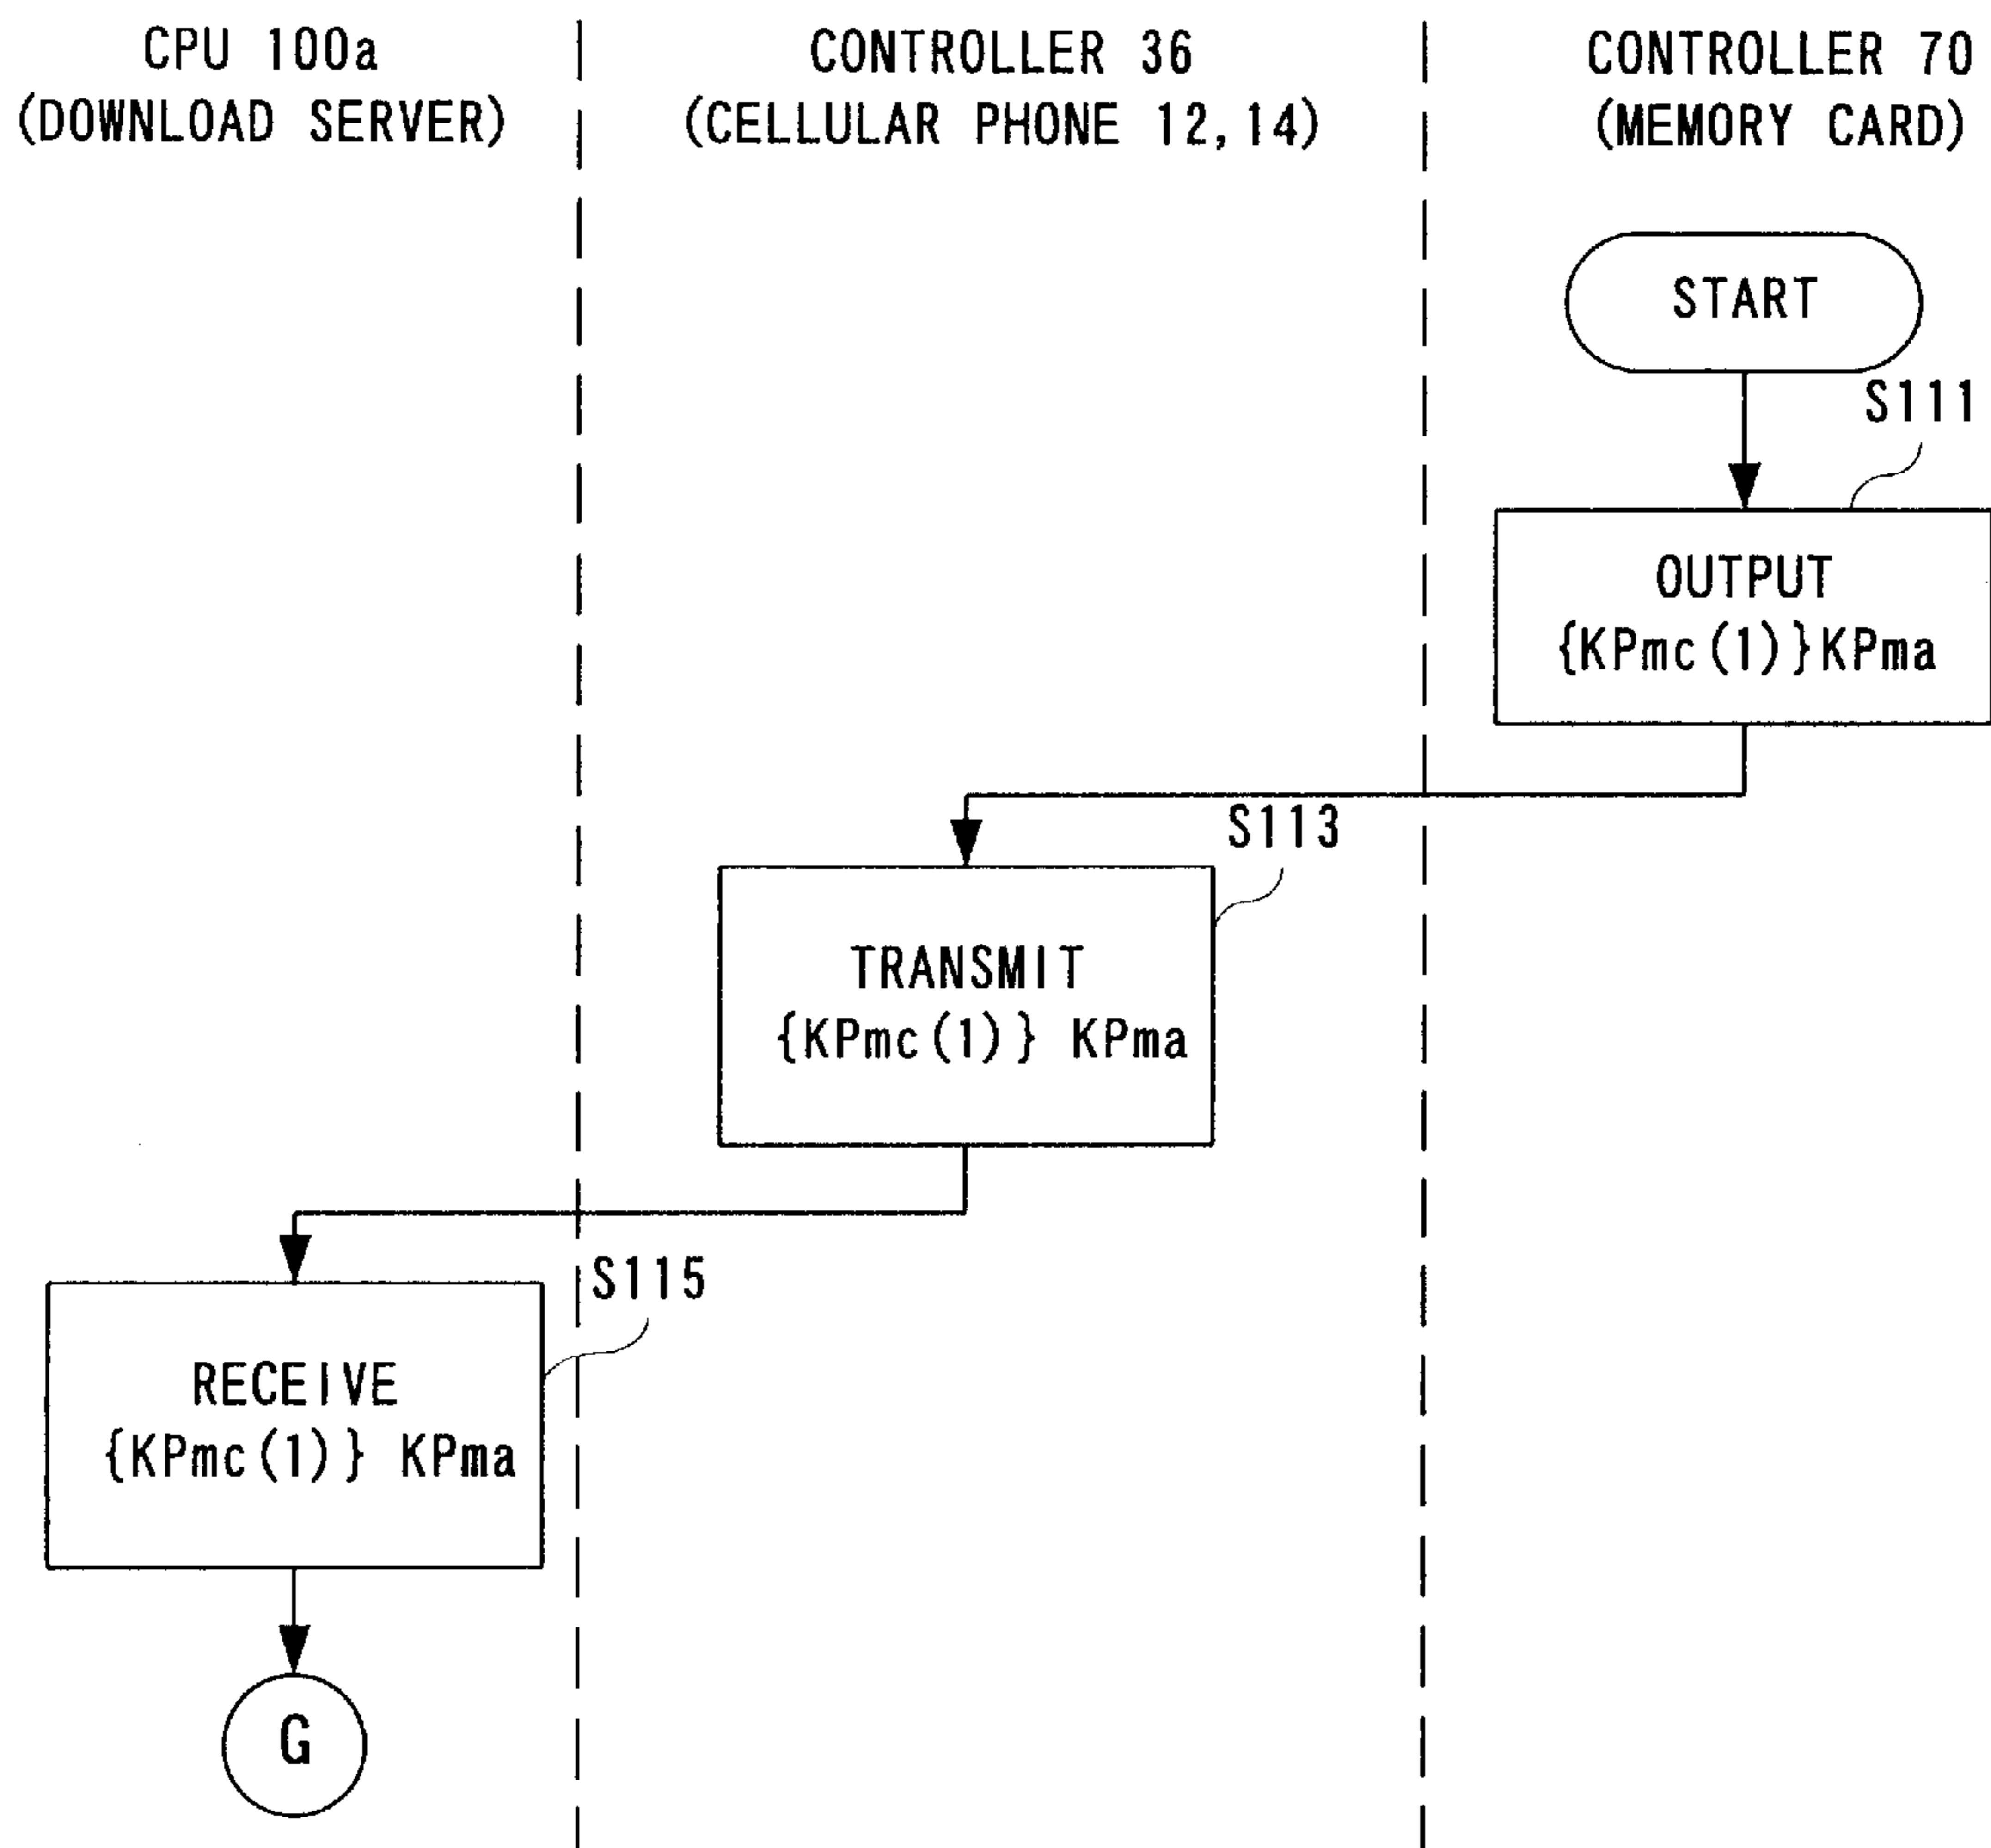 CPU 100a
(DOWNLOAD SERVER)
CONTROLLER 36
(CELLULAR PHONE 12,14)
CONTROLLER 70
(MEMORY CARD)
START
S111
OUTPUT
{KPmc(1)}KPma
S113
TRANSMIT
{KPmc(1)} KPma
S115
RECEIVE
{KPmc(1)} KPma
G